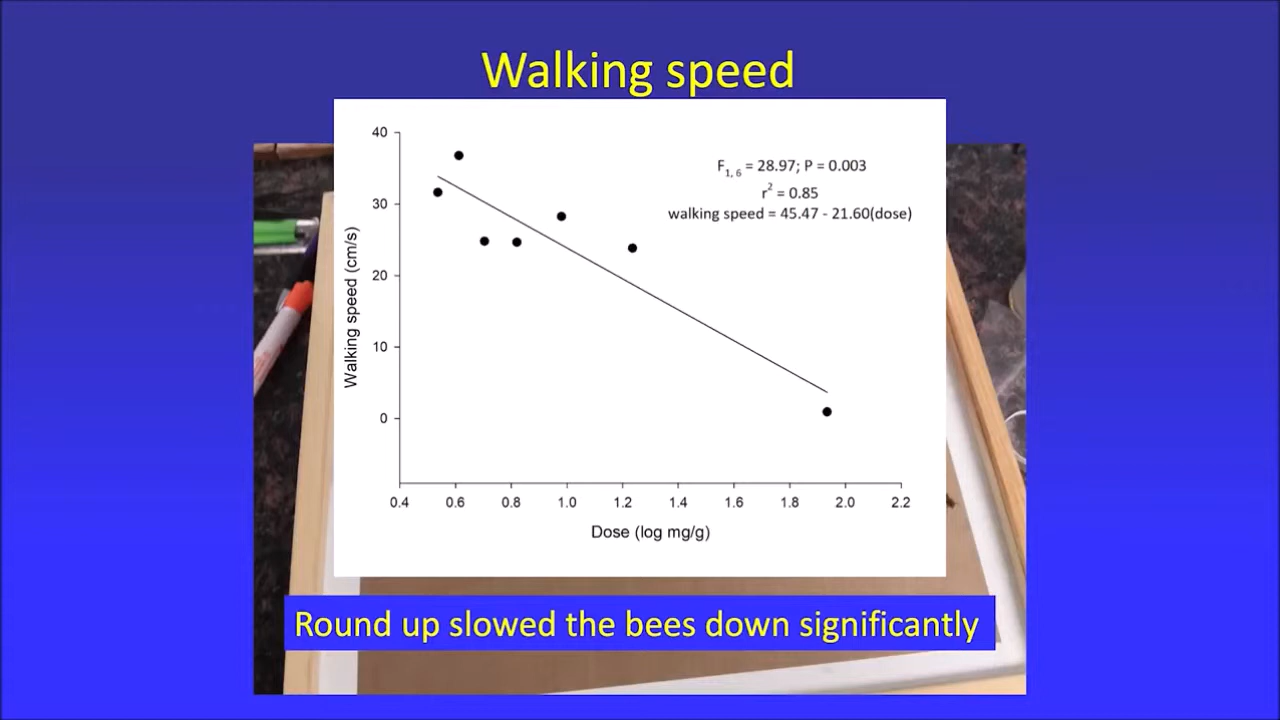 Walking speed
40
30
20
10
0
Walking speed (cm/s)
F1, 6 = 28.97; P = 0.003
r2 = 0.85
walking speed = 45.47 - 21.60(dose)
0.4 0.6 0.8 1.0 1.2 1.4 1.6 1.8 2.0 2.2
Dose (log mg/g)
Round up slowed the bees down significantly